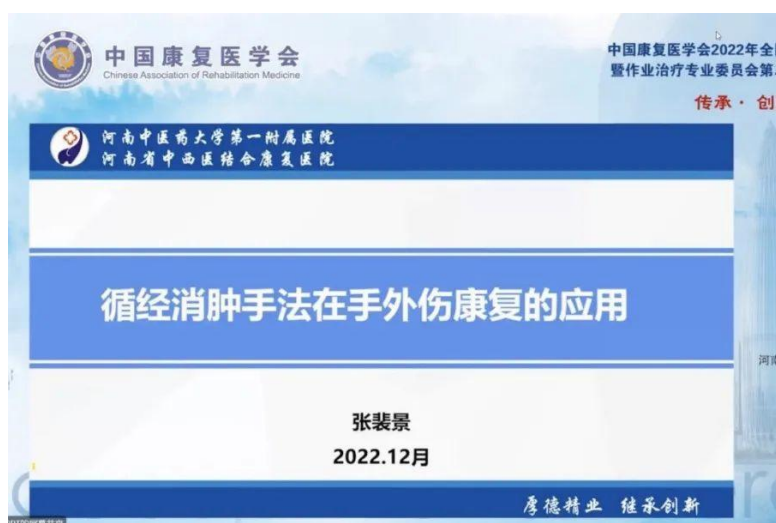 中国康复医学会
Chinese Association of Rehabilitation Medicine
中国康复医学会2022年全
暨作业治疗专业委员会第
传承 · 创
河南中医药大学第一附属医院
河南省中西医结合康复医院
循经消肿手法在手外伤康复的应用
河南
张裴景
2022.12月
厚德精业 继承创新